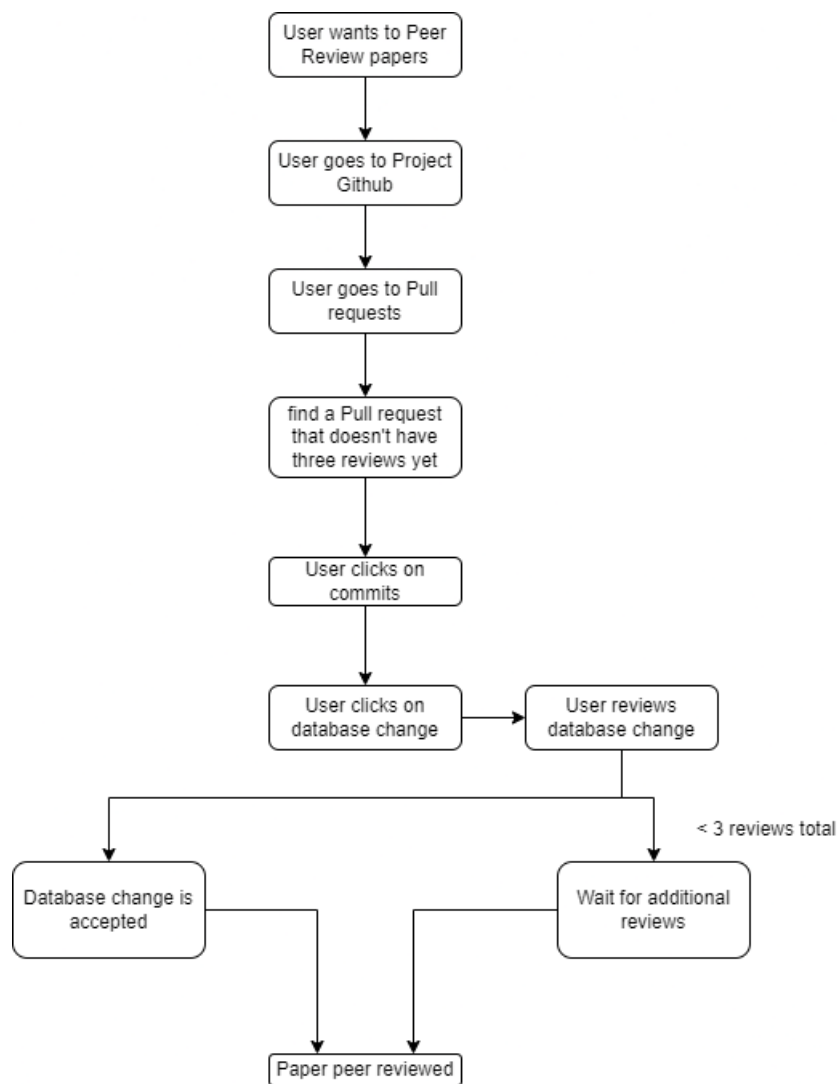 User wants to Peer
Review papers
User goes to Project
Github
User goes to Pull
requests
find a Pull request
that doesn't have
three reviews yet
User clicks on
commits
User clicks on
database change
User reviews
database change
< 3 reviews total
Database change is
accepted
Wait for additional
reviews
Paper peer reviewed